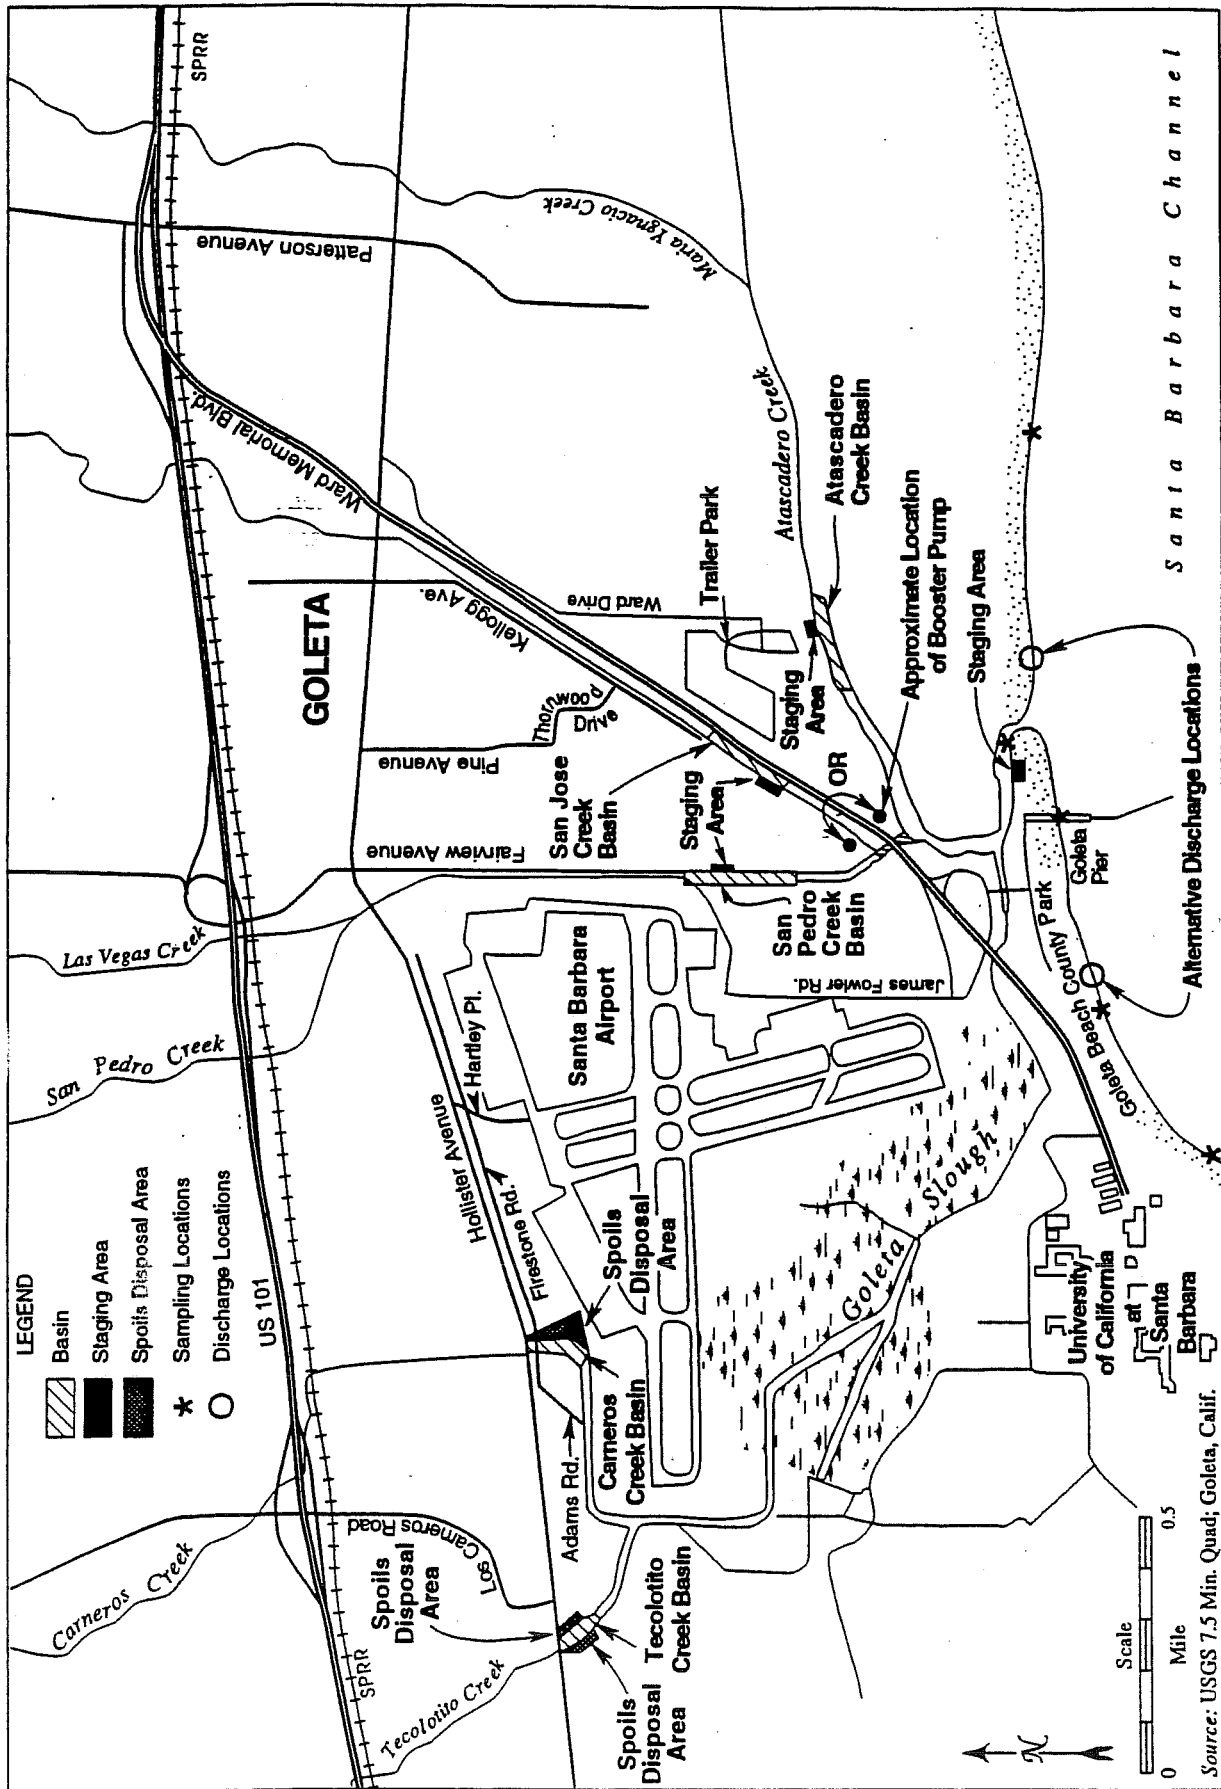 LEGEND
Basin
Staging Area
Spoils Disposal Area
Sampling Locations
Discharge Locations
SPRR
US 101
SPRR
Carneros Creek
Tecolotito Creek
San Pedro Creek
Las Vegas Creek
Los Carneros Road
Patterson Avenue
Ward Memorial Blvd.
Maria Ygnacio Creek
GOLETA
Kellogg Ave.
Pine Avenue
Thornwood
Drive
Ward Drive
Fairview Avenue
Hollister Avenue
Firestone Rd.
Hartley Pl.
Adams Rd.
Santa Barbara
Airport
Spoils
Disposal
Area
Spoils
Disposal
Area
Spoils
Disposal
Area
Tecolotito
Creek Basin
Carneros
Creek Basin
San Jose
Creek
Basin
Staging
Area
San
Pedro
Creek
Basin
James Fowler Rd.
Trailer Park
Staging
Area
OR
Atascadero Creek
Atascadero
Creek Basin
Approximate Location
of Booster Pump
Staging Area
Goleta Slough
Goleta
Pier
Goleta Beach County Park
Alternative Discharge Locations
Santa Barbara Channel
University
of California
at
Santa
Barbara
N
Scale
0
Mile
0.5
Source: USGS 7.5 Min. Quad; Goleta, Calif.